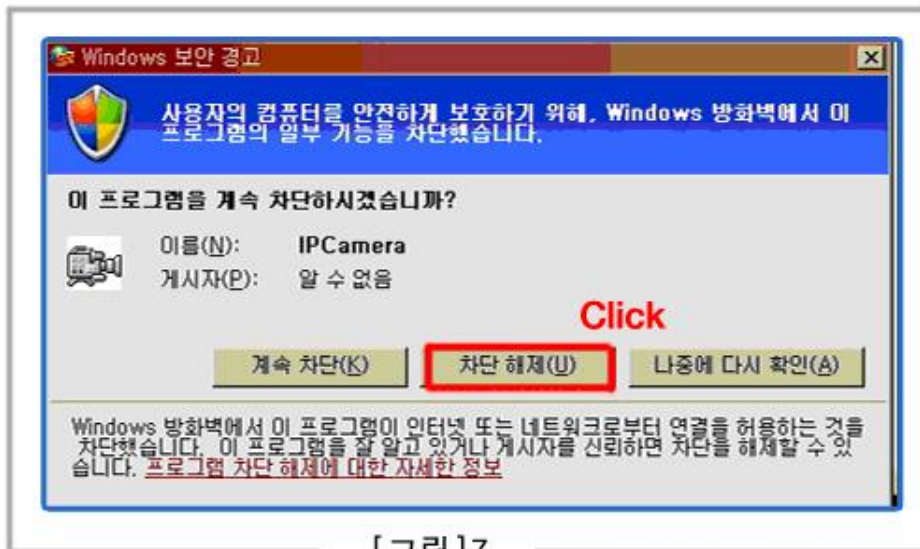 Windows 보안 경고
사용자의 컴퓨터를 안전하게 보호하기 위해, Windows 방화벽에서 이
프로그램의 일부 기능을 차단했습니다.
이 프로그램을 계속 차단하시겠습니까?
이름(N): IPCamera
게시자(P): 알 수 없음
Click
계속 차단(K) 차단 해제(U) 나중에 다시 확인(A)
Windows 방화벽에서 이 프로그램이 인터넷 또는 네트워크로부터 연결을 허용하는 것을
차단했습니다. 이 프로그램을 잘 알고 있거나 게시자를 신뢰하면 차단을 해제할 수 있
습니다. 프로그램 차단 해제에 대한 자세한 정보
[그림]7